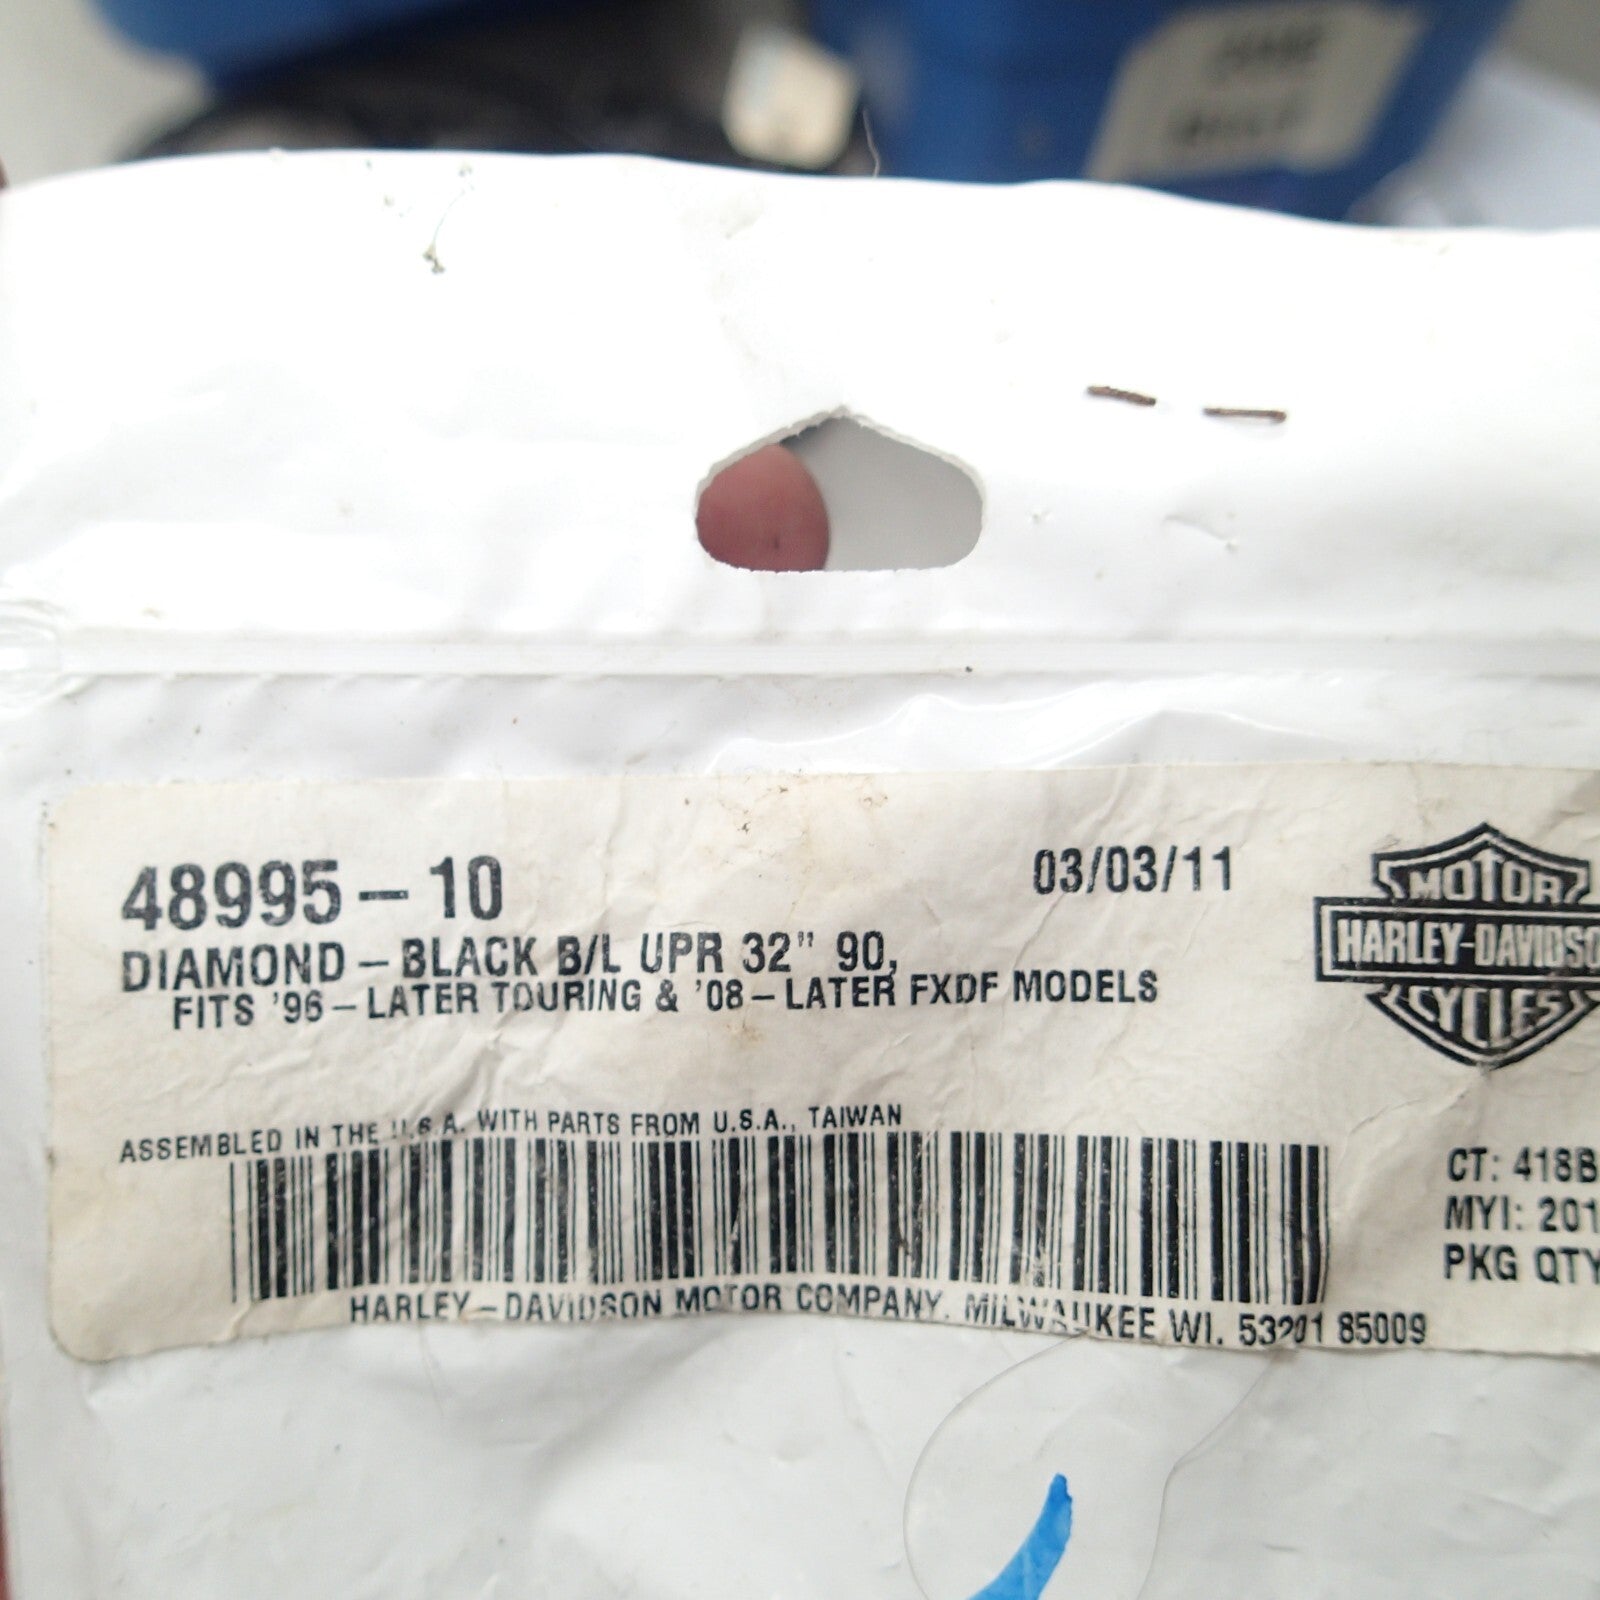 48995-10
03/03/11
DIAMOND-BLACK B/L UPR 32" 90,
FITS '96-LATER TOURING & '08-LATER FXDF MODELS
MOTOR
HARLEY-DAVIDSO
CYCLES
ASSEMBLED IN THE U.S.A. WITH PARTS FROM U.S.A., TAIWAN
CT: 418B
MYI: 201
PKG QTY
HARLEY-DAVIDSON MOTOR COMPANY. MILWAUKEE WI. 53201 85009